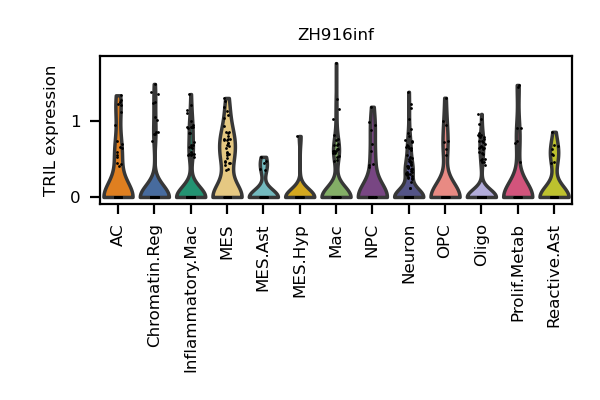 ZH916inf
TRIL expression
1
0
AC
Chromatin.Reg
Inflammatory.Mac
MES
MES.Ast
MES.Hyp
Mac
NPC
Neuron
OPC
Oligo
Prolif.Metab
Reactive.Ast